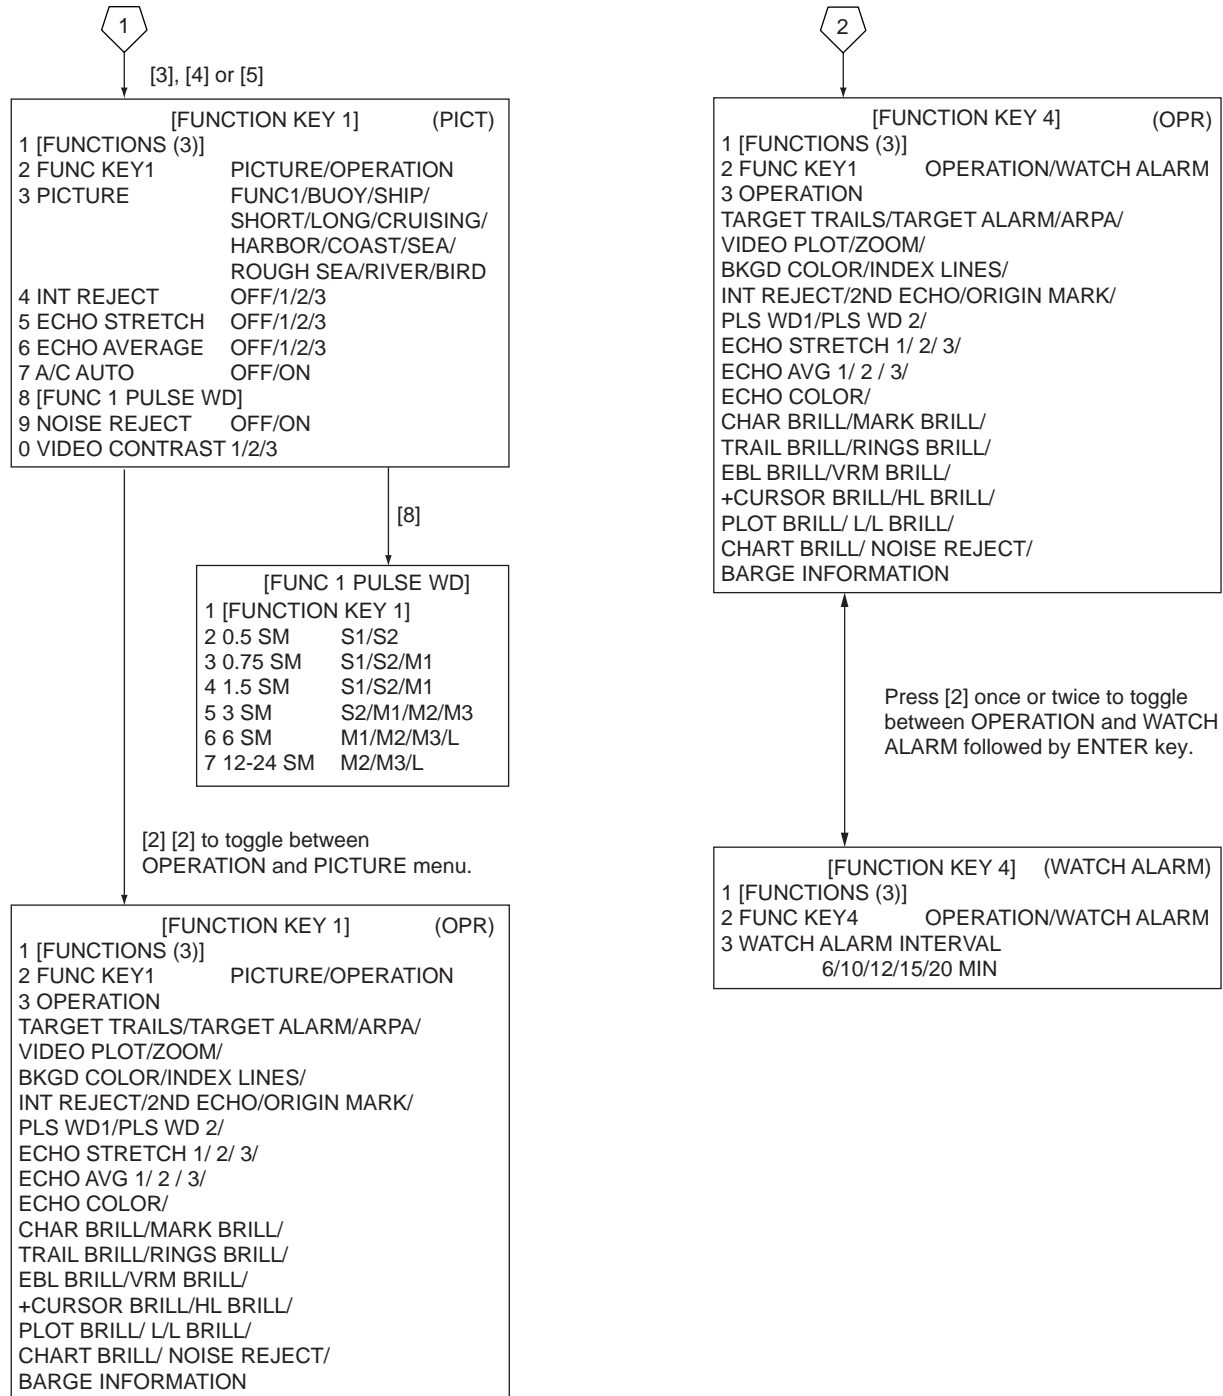 1
[3], [4] or [5]
[FUNCTION KEY 1] (PICT)
1 [FUNCTIONS (3)]
2 FUNC KEY1 PICTURE/OPERATION
3 PICTURE FUNC1/BUOY/SHIP/
SHORT/LONG/CRUISING/
HARBOR/COAST/SEA/
ROUGH SEA/RIVER/BIRD
4 INT REJECT OFF/1/2/3
5 ECHO STRETCH OFF/1/2/3
6 ECHO AVERAGE OFF/1/2/3
7 A/C AUTO OFF/ON
8 [FUNC 1 PULSE WD]
9 NOISE REJECT OFF/ON
0 VIDEO CONTRAST 1/2/3
[8]
[FUNC 1 PULSE WD]
1 [FUNCTION KEY 1]
2 0.5 SM S1/S2
3 0.75 SM S1/S2/M1
4 1.5 SM S1/S2/M1
5 3 SM S2/M1/M2/M3
6 6 SM M1/M2/M3/L
7 12-24 SM M2/M3/L
[2] [2] to toggle between
OPERATION and PICTURE menu.
[FUNCTION KEY 1] (OPR)
1 [FUNCTIONS (3)]
2 FUNC KEY1 PICTURE/OPERATION
3 OPERATION
TARGET TRAILS/TARGET ALARM/ARPA/
VIDEO PLOT/ZOOM/
BKGD COLOR/INDEX LINES/
INT REJECT/2ND ECHO/ORIGIN MARK/
PLS WD1/PLS WD 2/
ECHO STRETCH 1/ 2/ 3/
ECHO AVG 1/ 2 / 3/
ECHO COLOR/
CHAR BRILL/MARK BRILL/
TRAIL BRILL/RINGS BRILL/
EBL BRILL/VRM BRILL/
+CURSOR BRILL/HL BRILL/
PLOT BRILL/ L/L BRILL/
CHART BRILL/ NOISE REJECT/
BARGE INFORMATION
2
[FUNCTION KEY 4] (OPR)
1 [FUNCTIONS (3)]
2 FUNC KEY1 OPERATION/WATCH ALARM
3 OPERATION
TARGET TRAILS/TARGET ALARM/ARPA/
VIDEO PLOT/ZOOM/
BKGD COLOR/INDEX LINES/
INT REJECT/2ND ECHO/ORIGIN MARK/
PLS WD1/PLS WD 2/
ECHO STRETCH 1/ 2/ 3/
ECHO AVG 1/ 2 / 3/
ECHO COLOR/
CHAR BRILL/MARK BRILL/
TRAIL BRILL/RINGS BRILL/
EBL BRILL/VRM BRILL/
+CURSOR BRILL/HL BRILL/
PLOT BRILL/ L/L BRILL/
CHART BRILL/ NOISE REJECT/
BARGE INFORMATION
Press [2] once or twice to toggle
between OPERATION and WATCH
ALARM followed by ENTER key.
[FUNCTION KEY 4] (WATCH ALARM)
1 [FUNCTIONS (3)]
2 FUNC KEY4 OPERATION/WATCH ALARM
3 WATCH ALARM INTERVAL
6/10/12/15/20 MIN